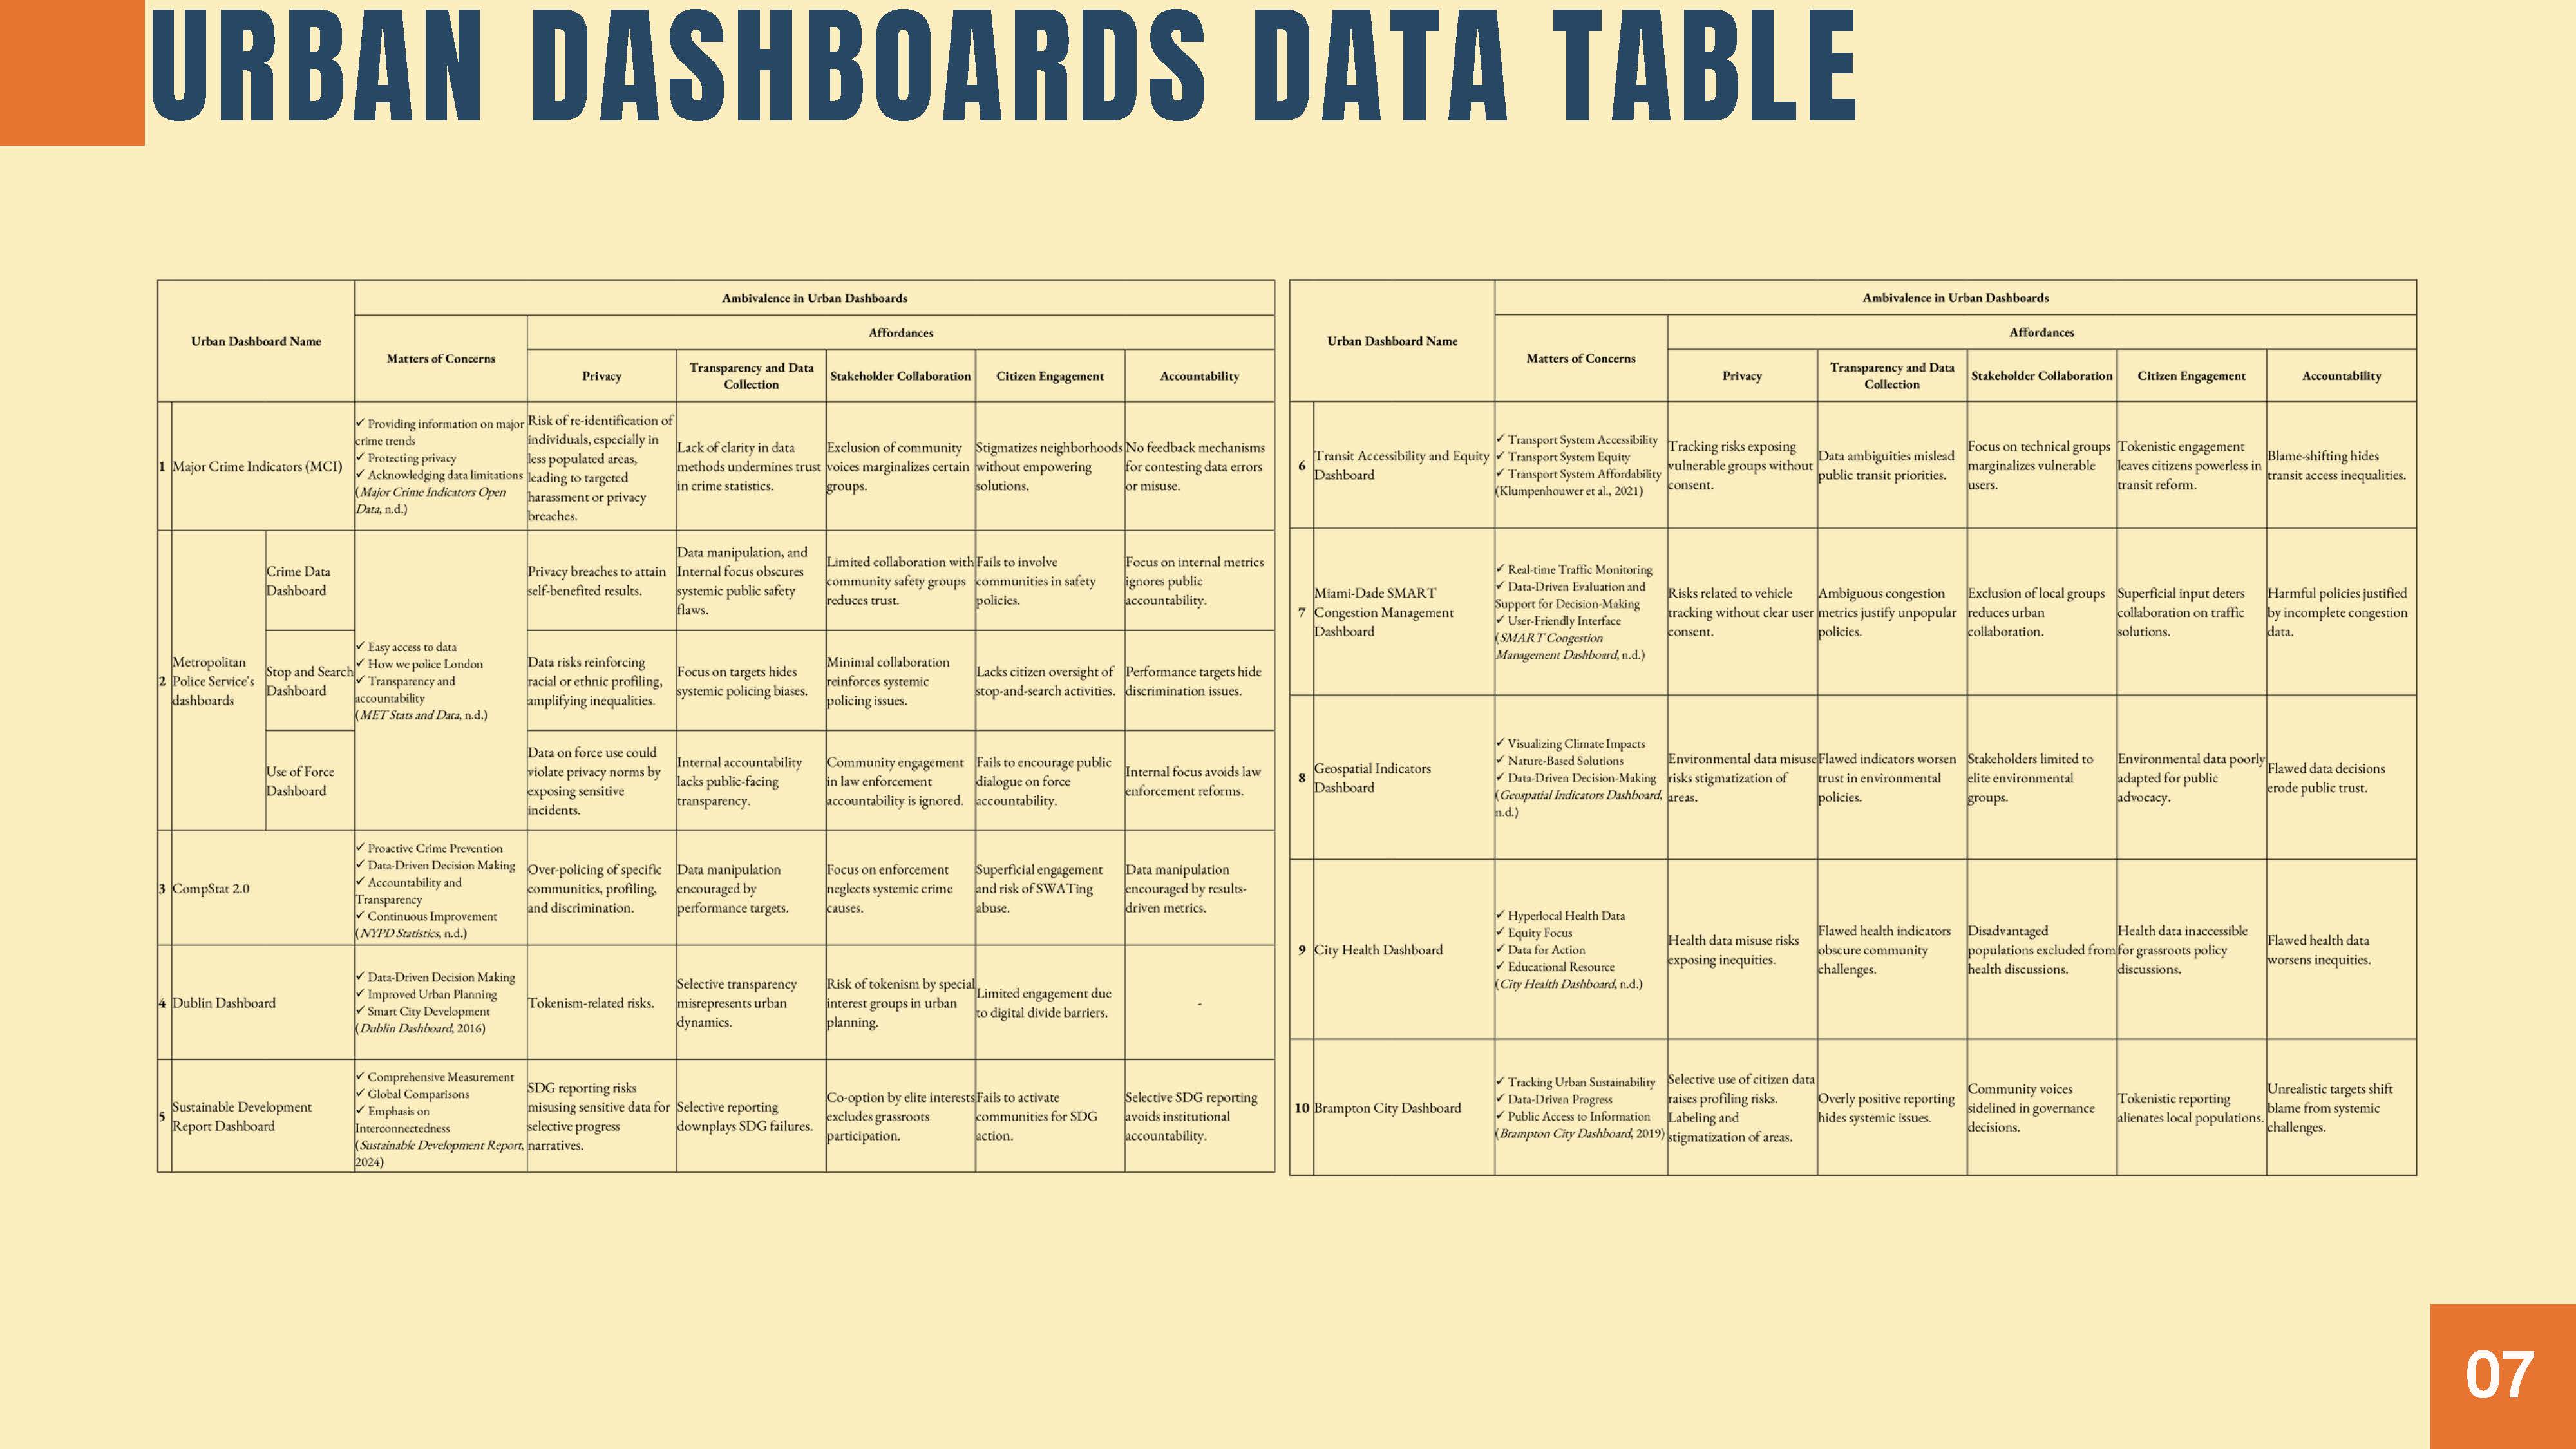 URBAN DASHBOARDS DATA TABLE
Urban Dashboard Name
Ambivalence in Urban Dashboards
Matters of Concerns
Affordances
Privacy
Transparency and Data
Collection
Stakeholder Collaboration
Citizen Engagement
Accountability
1
Major Crime Indicators (MCI)
✓ Providing information on major
crime trends
✓ Protecting privacy
✓ Acknowledging data limitations
(Major Crime Indicators Open
Data, n.d.)
Risk of re-identification of
individuals, especially in
less populated areas,
leading to targeted
harassment or privacy
breaches.
Lack of clarity in data
methods undermines trust
in crime statistics.
Exclusion of community
voices marginalizes certain
groups.
Stigmatizes neighborhoods
without empowering
solutions.
No feedback mechanisms
for contesting data errors
or misuse.
2
Metropolitan
Police Service's
dashboards
Crime Data
Dashboard
✓ Easy access to data
✓ How we police London
✓ Transparency and
accountability
(MET Stats and Data, n.d.)
Privacy breaches to attain
self-benefited results.
Data manipulation, and
Internal focus obscures
systemic public safety
flaws.
Limited collaboration with
community safety groups
reduces trust.
Fails to involve
communities in safety
policies.
Focus on internal metrics
ignores public
accountability.
Stop and Search
Dashboard
Data risks reinforcing
racial or ethnic profiling,
amplifying inequalities.
Focus on targets hides
systemic policing biases.
Minimal collaboration
reinforces systemic
policing issues.
Lacks citizen oversight of
stop-and-search activities.
Performance targets hide
discrimination issues.
Use of Force
Dashboard
Data on force use could
violate privacy norms by
exposing sensitive
incidents.
Internal accountability
lacks public-facing
transparency.
Community engagement
in law enforcement
accountability is ignored.
Fails to encourage public
dialogue on force
accountability.
Internal focus avoids law
enforcement reforms.
3
CompStat 2.0
✓ Proactive Crime Prevention
✓ Data-Driven Decision Making
✓ Accountability and
Transparency
✓ Continuous Improvement
(NYPD Statistics, n.d.)
Over-policing of specific
communities, profiling,
and discrimination.
Data manipulation
encouraged by
performance targets.
Focus on enforcement
neglects systemic crime
causes.
Superficial engagement
and risk of SWATing
abuse.
Data manipulation
encouraged by results-
driven metrics.
4
Dublin Dashboard
✓ Data-Driven Decision Making
✓ Improved Urban Planning
✓ Smart City Development
(Dublin Dashboard, 2016)
Tokenism-related risks.
Selective transparency
misrepresents urban
dynamics.
Risk of tokenism by special
interest groups in urban
planning.
Limited engagement due
to digital divide barriers.
-
5
Sustainable Development
Report Dashboard
✓ Comprehensive Measurement
✓ Global Comparisons
✓ Emphasis on
Interconnectedness
(Sustainable Development Report,
2024)
SDG reporting risks
misusing sensitive data for
selective progress
narratives.
Selective reporting
downplays SDG failures.
Co-option by elite interests
excludes grassroots
participation.
Fails to activate
communities for SDG
action.
Selective SDG reporting
avoids institutional
accountability.
Urban Dashboard Name
Ambivalence in Urban Dashboards
Matters of Concerns
Affordances
Privacy
Transparency and Data
Collection
Stakeholder Collaboration
Citizen Engagement
Accountability
6
Transit Accessibility and Equity
Dashboard
✓ Transport System Accessibility
✓ Transport System Equity
✓ Transport System Affordability
(Klumpenhouwer et al., 2021)
Tracking risks exposing
vulnerable groups without
consent.
Data ambiguities mislead
public transit priorities.
Focus on technical groups
marginalizes vulnerable
users.
Tokenistic engagement
leaves citizens powerless in
transit reform.
Blame-shifting hides
transit access inequalities.
7
Miami-Dade SMART
Congestion Management
Dashboard
✓ Real-time Traffic Monitoring
✓ Data-Driven Evaluation and
Support for Decision-Making
✓ User-Friendly Interface
(SMART Congestion
Management Dashboard, n.d.)
Risks related to vehicle
tracking without clear user
consent.
Ambiguous congestion
metrics justify unpopular
policies.
Exclusion of local groups
reduces urban
collaboration.
Superficial input deters
collaboration on traffic
solutions.
Harmful policies justified
by incomplete congestion
data.
8
Geospatial Indicators
Dashboard
✓ Visualizing Climate Impacts
✓ Nature-Based Solutions
✓ Data-Driven Decision-Making
(Geospatial Indicators Dashboard,
n.d.)
Environmental data misuse
risks stigmatization of
areas.
Flawed indicators worsen
trust in environmental
policies.
Stakeholders limited to
elite environmental
groups.
Environmental data poorly
adapted for public
advocacy.
Flawed data decisions
erode public trust.
9
City Health Dashboard
✓ Hyperlocal Health Data
✓ Equity Focus
✓ Data for Action
✓ Educational Resource
(City Health Dashboard, n.d.)
Health data misuse risks
exposing inequities.
Flawed health indicators
obscure community
challenges.
Disadvantaged
populations excluded from
health discussions.
Health data inaccessible
for grassroots policy
discussions.
Flawed health data
worsens inequities.
10
Brampton City Dashboard
✓ Tracking Urban Sustainability
✓ Data-Driven Progress
✓ Public Access to Information
(Brampton City Dashboard, 2019)
Selective use of citizen data
raises profiling risks.
Labeling and
stigmatization of areas.
Overly positive reporting
hides systemic issues.
Community voices
sidelined in governance
decisions.
Tokenistic reporting
alienates local populations.
Unrealistic targets shift
blame from systemic
challenges.
07